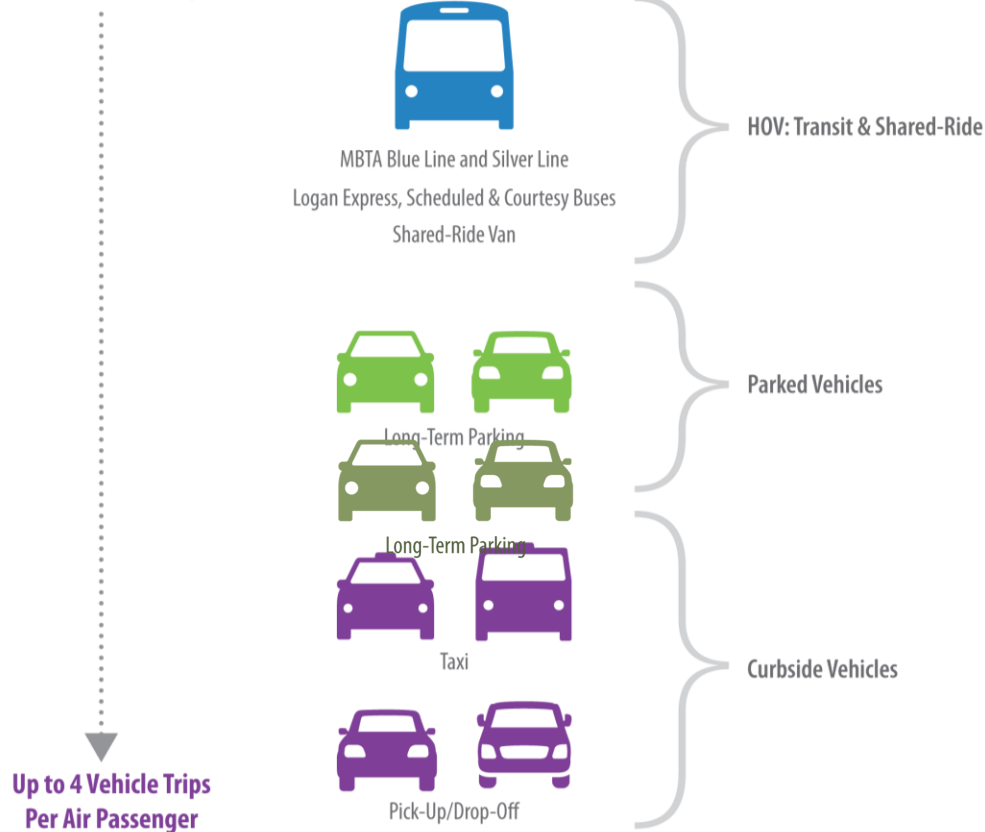 HOV: Transit & Shared-Ride
MBTA Blue Line and Silver Line
Logan Express, Scheduled & Courtesy Buses
Shared-Ride Van
Parked Vehicles
Long-Term Parking
Long-Term Parking
Taxi
Curbside Vehicles
Pick-Up/Drop-Off
Up to 4 Vehicle Trips
Per Air Passenger